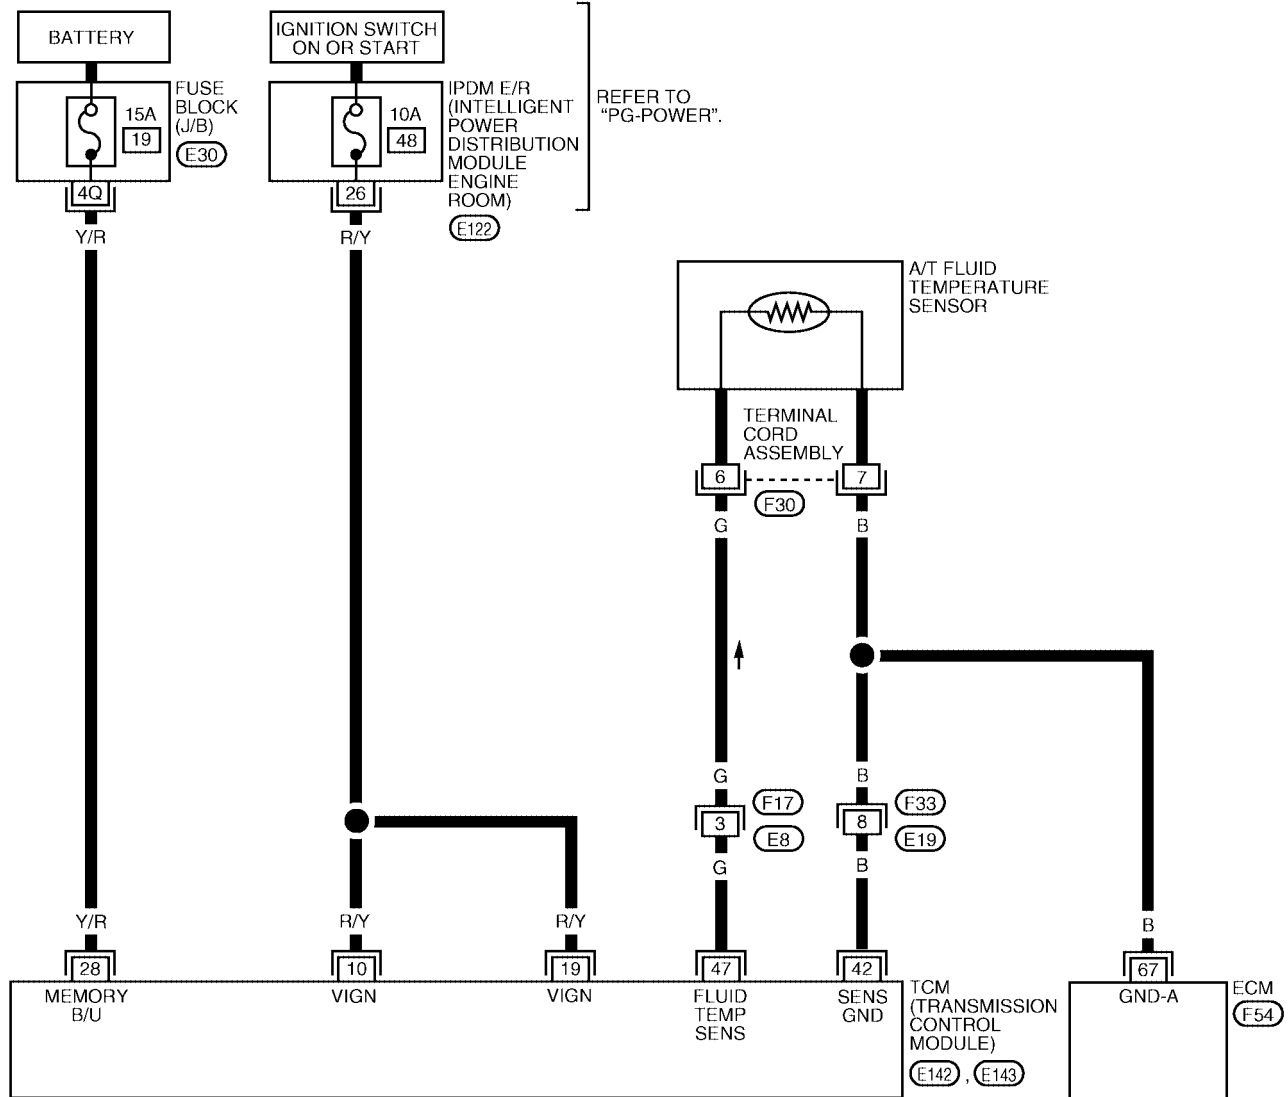 BATTERY
IGNITION SWITCH
ON OR START
FUSE
BLOCK
(J/B)
E30
15A
19
4Q
Y/R
IPDM E/R
(INTELLIGENT
POWER
DISTRIBUTION
MODULE
ENGINE
ROOM)
E122
10A
48
26
R/Y
REFER TO
“PG-POWER”.
A/T FLUID
TEMPERATURE
SENSOR
TERMINAL
CORD
ASSEMBLY
6
7
F30
G
B
G
B
3
F17
E8
8
F33
E19
G
B
Y/R
R/Y
R/Y
B
28
10
19
47
42
67
MEMORY
B/U
VIGN
VIGN
FLUID
TEMP
SENS
SENS
GND
TCM
(TRANSMISSION
CONTROL
MODULE)
E142 , E143
GND-A
ECM
F54